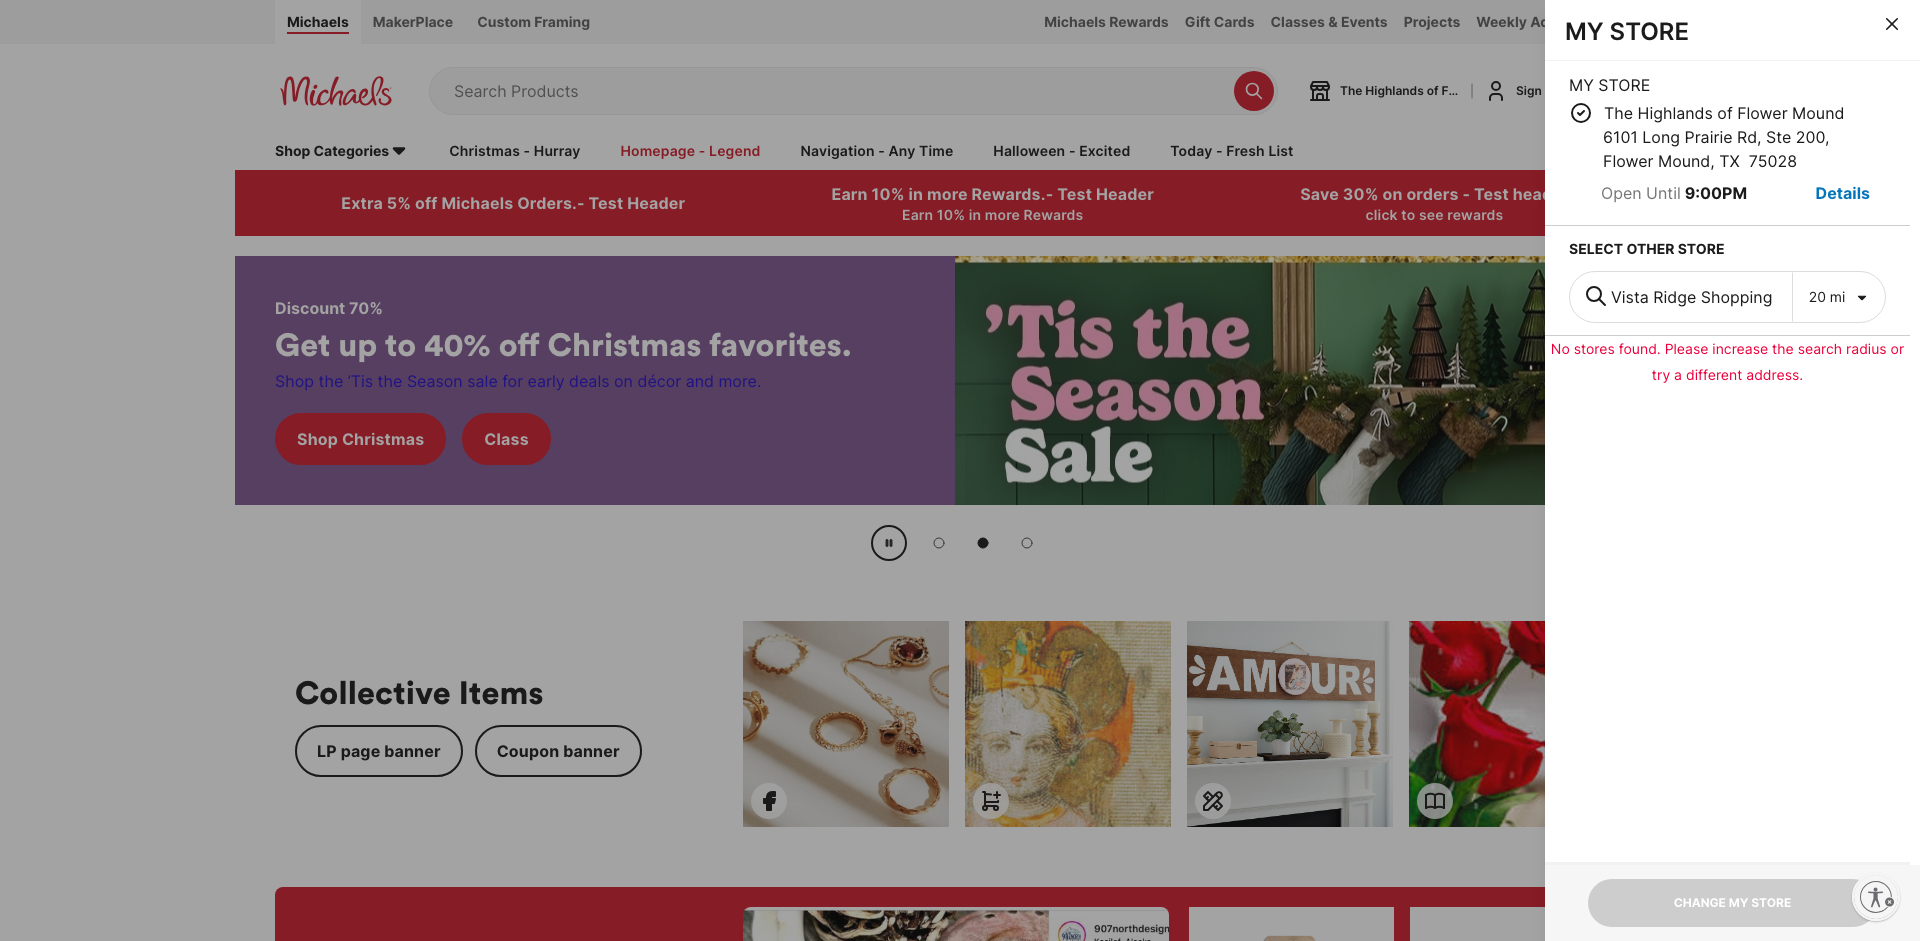 Michaels
MakerPlace
Custom Framing
Michaels Rewards
Gift Cards
Classes & Events
Projects
Weekly Ad
Michaels
Search Products
The Highlands of F...
Sign
Shop Categories
Christmas - Hurray
Homepage - Legend
Navigation - Any Time
Halloween - Excited
Today - Fresh List
Extra 5% off Michaels Orders.- Test Header
Earn 10% in more Rewards.- Test Header
Earn 10% in more Rewards
Save 30% on orders - Test head
click to see rewards
Discount 70%
Get up to 40% off Christmas favorites.
Shop the 'Tis the Season sale for early deals on décor and more.
Shop Christmas
Class
'Tis the
Season
Sale
Collective Items
LP page banner
Coupon banner
AMOUR
907northdesign
MY STORE
MY STORE
The Highlands of Flower Mound
6101 Long Prairie Rd, Ste 200,
Flower Mound, TX 75028
Open Until 9:00PM
Details
SELECT OTHER STORE
Vista Ridge Shopping
20 mi
No stores found. Please increase the search radius or
try a different address.
CHANGE MY STORE